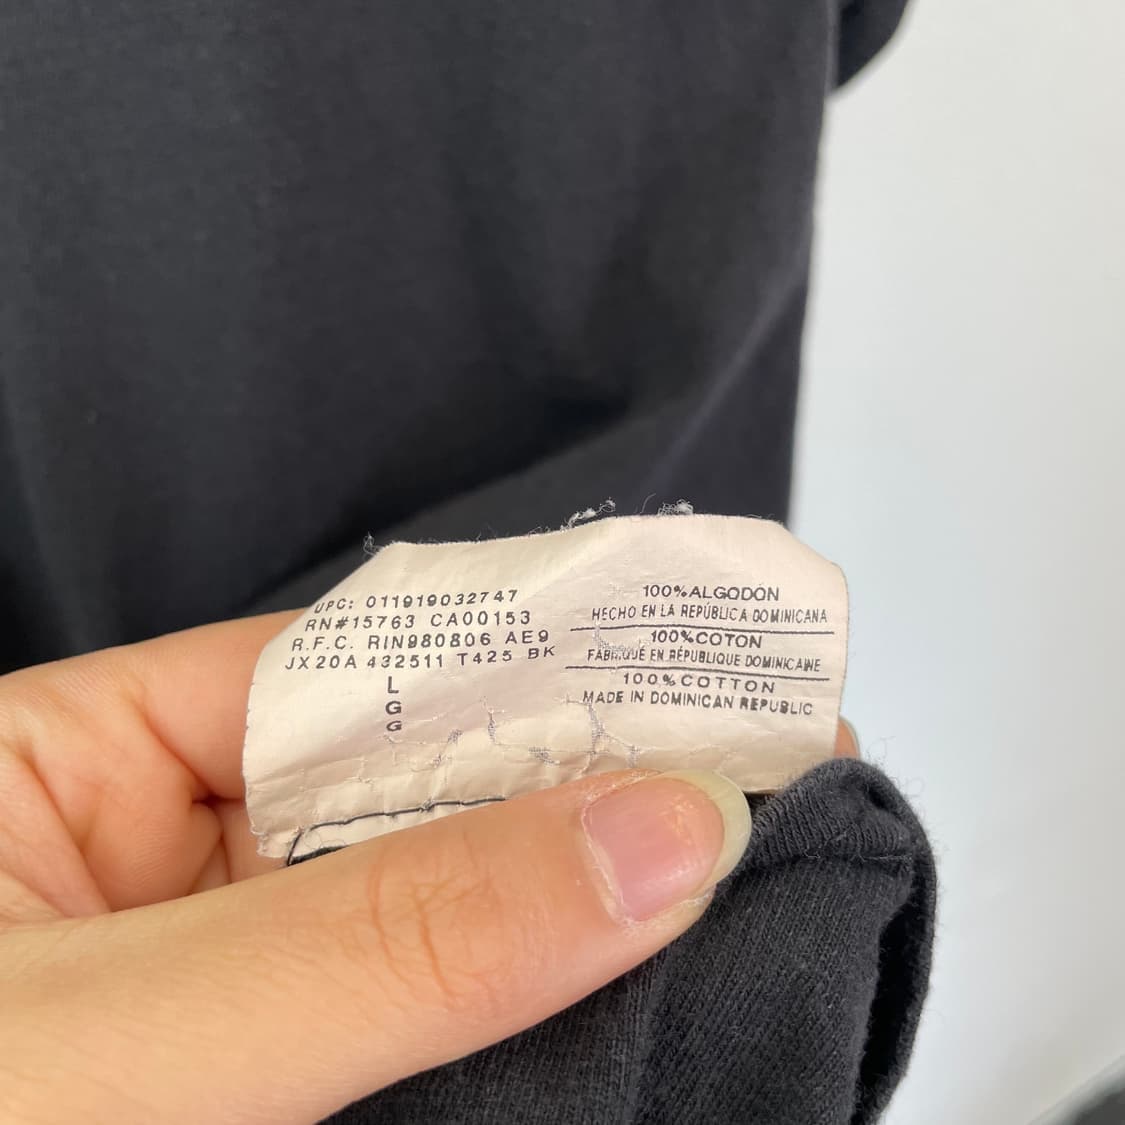 UPC: 011919032747
RN#15763 CA00153
R.F.C. RIN980806 AE9
JX20A 432511 T425 BK
L
G
G
100%ALGODÓN
HECHO EN LA REPÚBLICA DOMINICANA
100%COTON
FABRIQUÉ EN RÉPUBLIQUE DOMINICAINE
100%COTTON
MADE IN DOMINICAN REPUBLIC